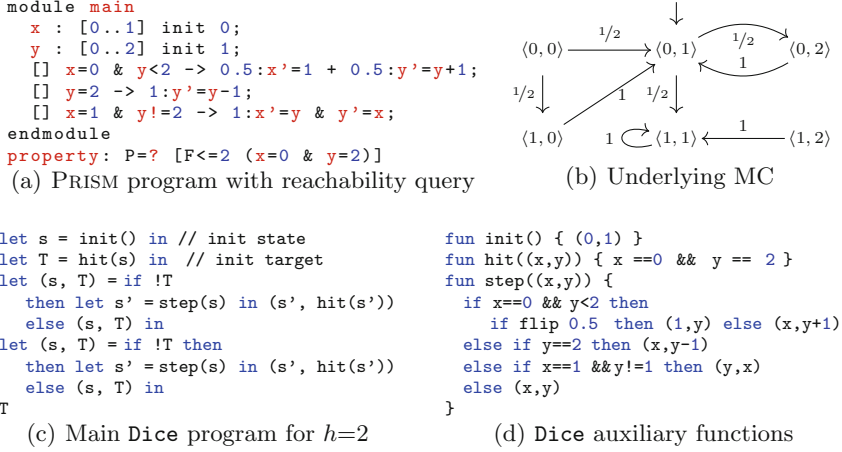 module main
x : [0..1] init 0;
y : [0..2] init 1;
[] x=0 & y<2 -> 0.5:x'=1 + 0.5:y'=y+1;
[] y=2 -> 1:y'=y-1;
[] x=1 & y!=2 -> 1:x'=y & y'=x;
endmodule
property: P=? [F<=2 (x=0 & y=2)]
(a) PRISM program with reachability query
⟨0, 0⟩ 1/2 ⟨0, 1⟩ 1/2 ⟨0, 2⟩
1
1/2 1 1/2
⟨1, 0⟩ 1 ⟨1, 1⟩ 1 ⟨1, 2⟩
(b) Underlying MC
let s = init() in // init state
let T = hit(s) in // init target
let (s, T) = if !T
then let s' = step(s) in (s', hit(s'))
else (s, T) in
let (s, T) = if !T then
then let s' = step(s) in (s', hit(s'))
else (s, T) in
T
(c) Main Dice program for h=2
fun init() { (0,1) }
fun hit((x,y)) { x ==0 && y == 2 }
fun step((x,y)) {
if x==0 && y<2 then
if flip 0.5 then (1,y) else (x,y+1)
else if y==2 then (x,y-1)
else if x==1 &&y!=1 then (y,x)
else (x,y)
}
(d) Dice auxiliary functions